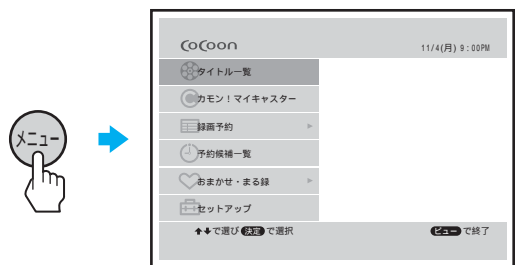 メニュー
CoCoon
11/4(月) 9:00PM
タイトル一覧
カモン！マイキャスター
録画予約
予約候補一覧
おまかせ・まる録
セットアップ
↑↓で選び 決定 で選択
ビュー で終了